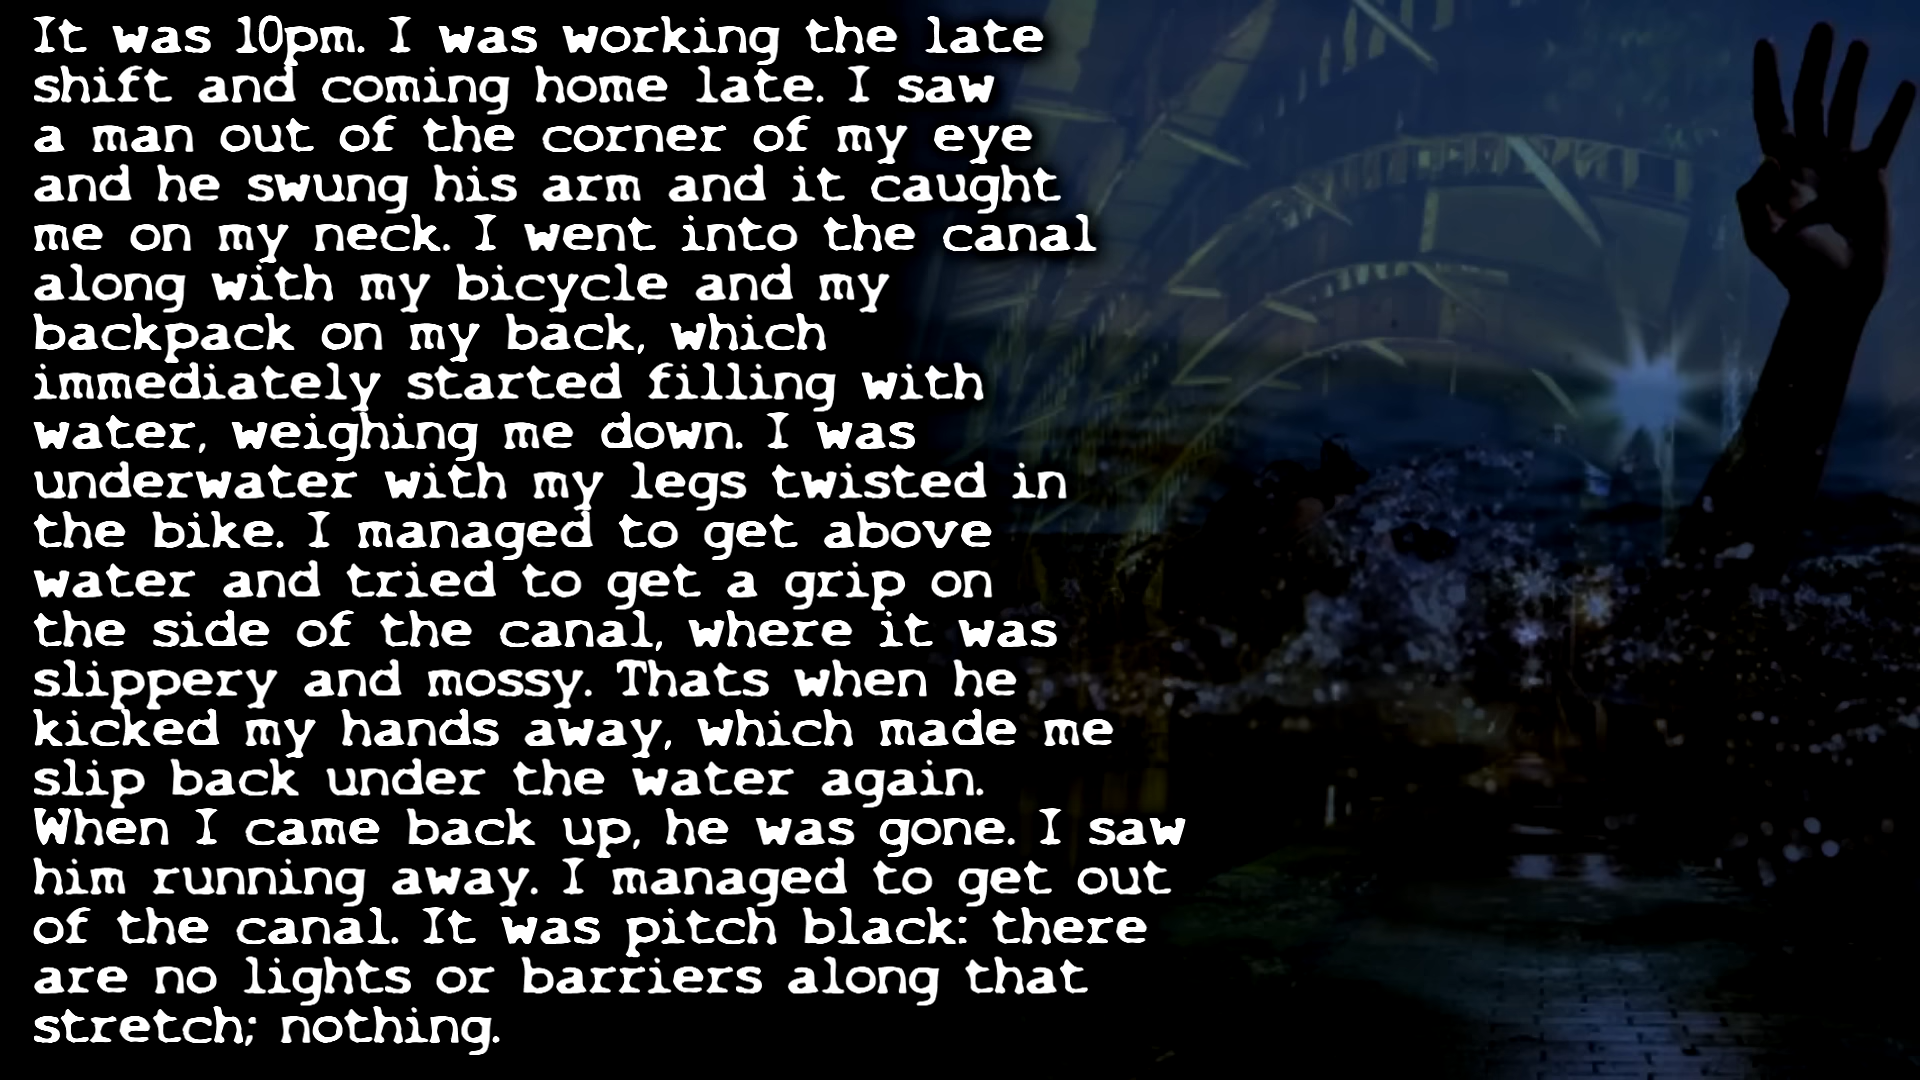 It was 10pm. I was working the late
shift and coming home late. I saw
a man out of the corner of my eye
and he swung his arm and it caught
me on my neck. I went into the canal
along with my bicycle and my
backpack on my back, which
immediately started filling with
water, weighing me down. I was
underwater with my legs twisted in
the bike. I managed to get above
water and tried to get a grip on
the side of the canal, where it was
slippery and mossy. Thats when he
kicked my hands away, which made me
slip back under the water again.
When I came back up, he was gone. I saw
him running away. I managed to get out
of the canal. It was pitch black: there
are no lights or barriers along that
stretch; nothing.